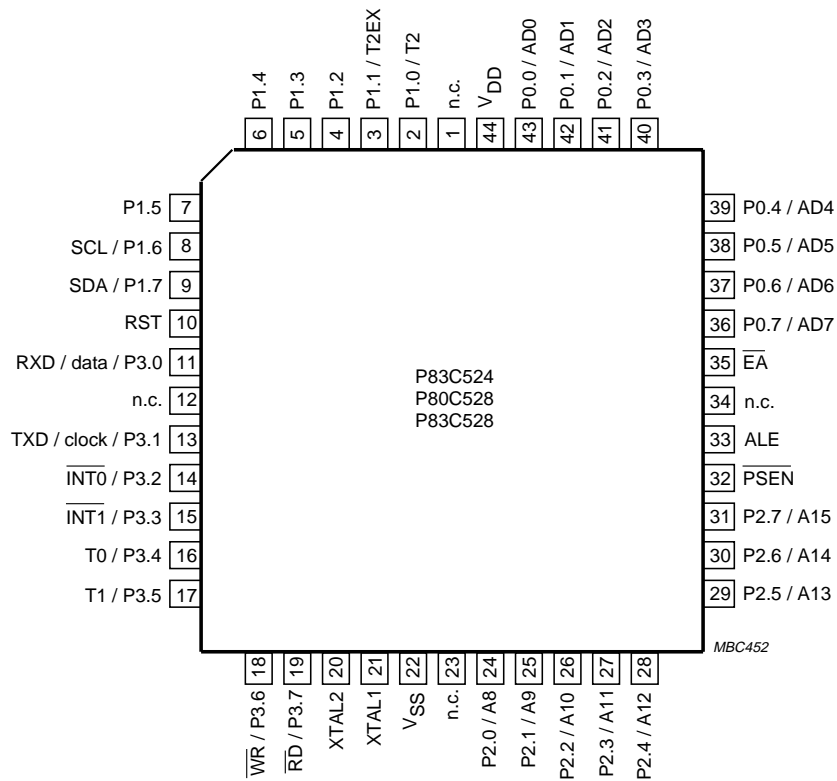 P1.4
P1.3
P1.2
P1.1 / T2EX
P1.0 / T2
n.c.
VDD
P0.0 / AD0
P0.1 / AD1
P0.2 / AD2
P0.3 / AD3
6
5
4
3
2
1
44
43
42
41
40
P1.5 7
SCL / P1.6 8
SDA / P1.7 9
RST 10
RXD / data / P3.0 11
n.c. 12
TXD / clock / P3.1 13
INT0 / P3.2 14
INT1 / P3.3 15
T0 / P3.4 16
T1 / P3.5 17
P83C524
P80C528
P83C528
39 P0.4 / AD4
38 P0.5 / AD5
37 P0.6 / AD6
36 P0.7 / AD7
35 EA
34 n.c.
33 ALE
32 PSEN
31 P2.7 / A15
30 P2.6 / A14
29 P2.5 / A13
MBC452
18
19
20
21
22
23
24
25
26
27
28
WR / P3.6
RD / P3.7
XTAL2
XTAL1
VSS
n.c.
P2.0 / A8
P2.1 / A9
P2.2 / A10
P2.3 / A11
P2.4 / A12